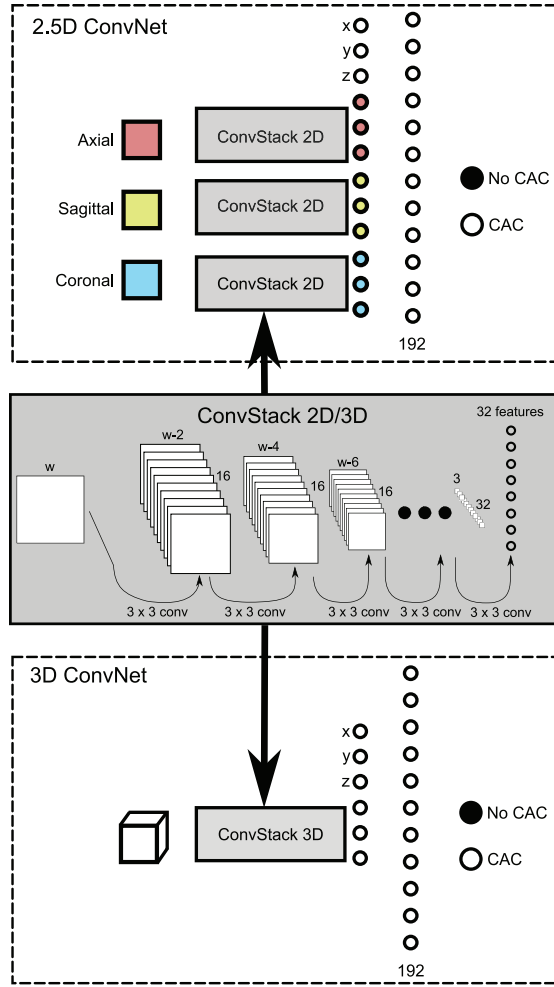 2.5D ConvNet
x
y
z
Axial
ConvStack 2D
Sagittal
ConvStack 2D
Coronal
ConvStack 2D
No CAC
CAC
192
ConvStack 2D/3D
32 features
w
w-2
16
w-4
16
w-6
16
3
32
3 x 3 conv
3 x 3 conv
3 x 3 conv
3 x 3 conv
3 x 3 conv
3D ConvNet
x
y
z
ConvStack 3D
No CAC
CAC
192